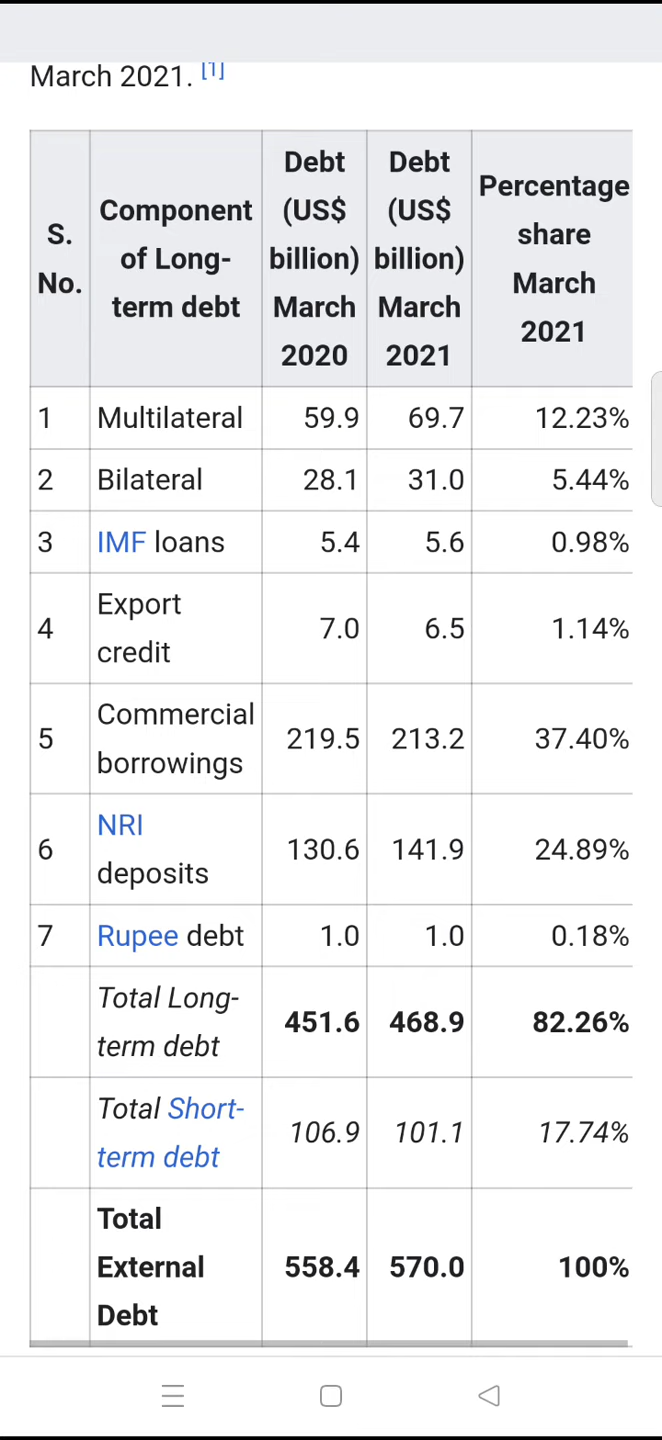 March 2021. [1]
S. No. Component of Long-term debt Debt (US$ billion) March 2020 Debt (US$ billion) March 2021 Percentage share March 2021
1 Multilateral 59.9 69.7 12.23%
2 Bilateral 28.1 31.0 5.44%
3 IMF loans 5.4 5.6 0.98%
4 Export credit 7.0 6.5 1.14%
5 Commercial borrowings 219.5 213.2 37.40%
6 NRI deposits 130.6 141.9 24.89%
7 Rupee debt 1.0 1.0 0.18%
Total Long-term debt 451.6 468.9 82.26%
Total Short-term debt 106.9 101.1 17.74%
Total External Debt 558.4 570.0 100%